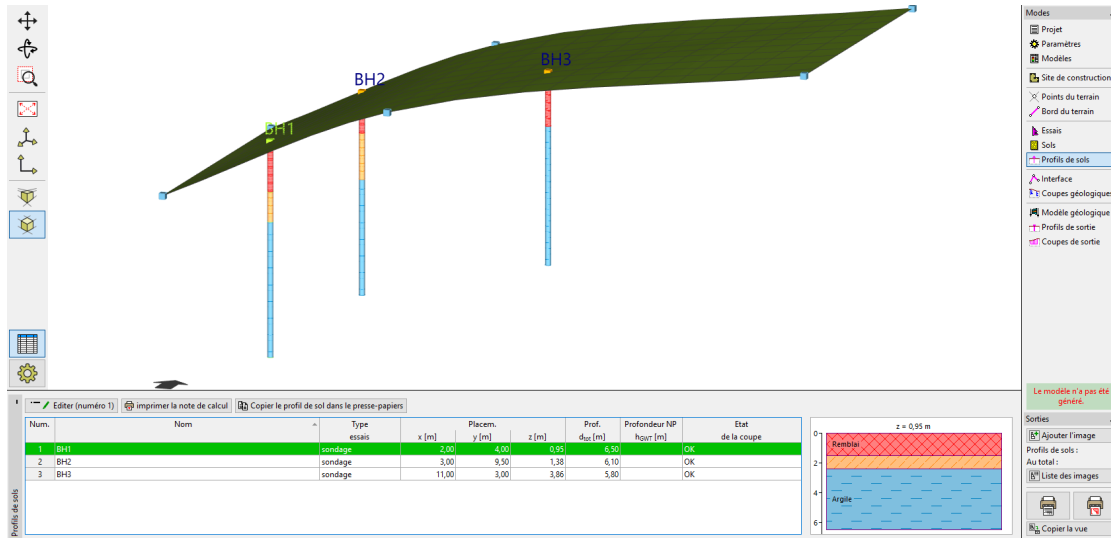 BH1
BH2
BH3
Modes
Projet
Paramètres
Modèles
Site de construction
Points du terrain
Bord du terrain
Essais
Sols
Profils de sols
Interface
Coupes géologiques
Modèle géologique
Profils de sortie
Coupes de sortie
Le modèle n'a pas été
généré.
Sorties
Ajouter l'image
Profils de sols :
Au total :
Liste des images
Copier la vue
Profils de sols
Editer (numéro 1) imprimer la note de calcul Copier le profil de sol dans le presse-papiers
Num. Nom Type Placem. Prof. Profondeur NP Etat
essais x [m] y [m] z [m] dtot [m] hGWT [m] de la coupe
1 BH1 sondage 2,00 4,00 0,95 6,50 OK
2 BH2 sondage 3,00 9,50 1,38 6,10 OK
3 BH3 sondage 11,00 3,00 3,86 5,80 OK
z = 0,95 m
0
Remblai
2
4
Argile
6